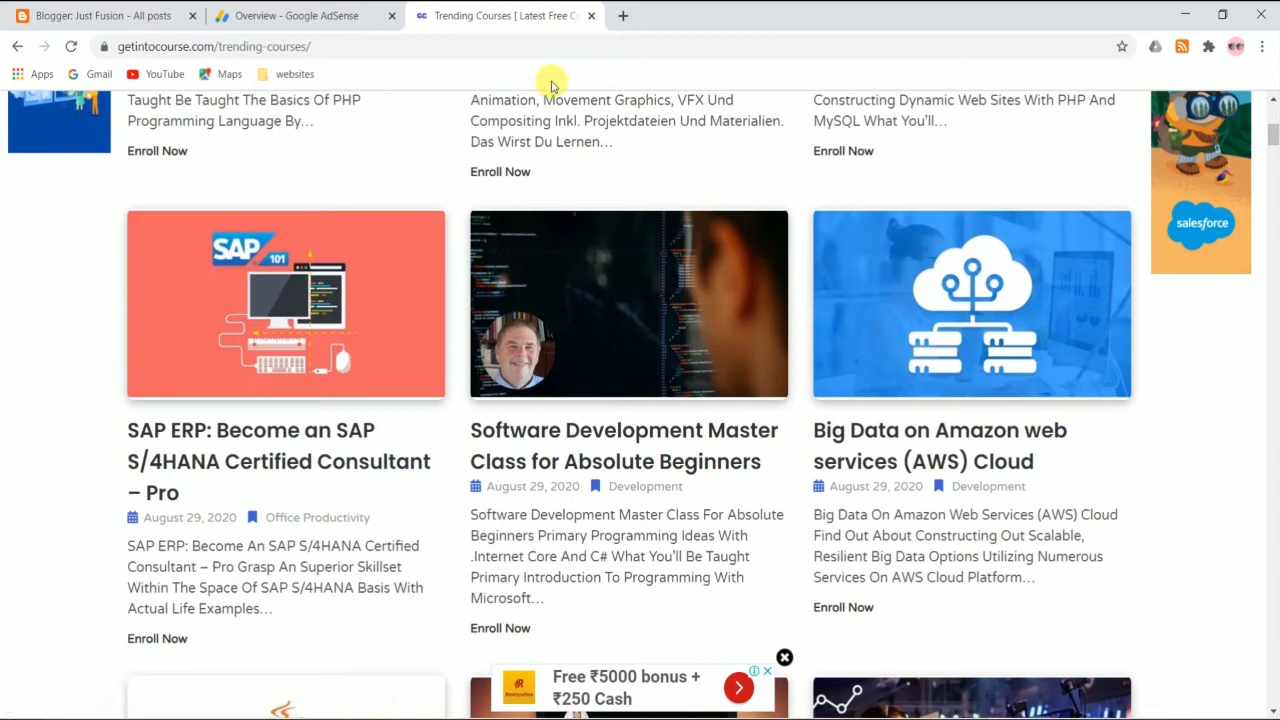 Blogger: Just Fusion - All posts
Overview - Google AdSense
Trending Courses [ Latest Free Co
getintocourse.com/trending-courses/
Apps
Gmail
YouTube
Maps
websites
Taught Be Taught The Basics Of PHP
Programming Language By…
Enroll Now
Animation, Movement Graphics, VFX Und
Compositing Inkl. Projektdateien Und Materialien.
Das Wirst Du Lernen…
Enroll Now
Constructing Dynamic Web Sites With PHP And
MySQL What You'll…
Enroll Now
salesforce
SAP 101
SAP ERP: Become an SAP
S/4HANA Certified Consultant
– Pro
August 29, 2020 Office Productivity
SAP ERP: Become An SAP S/4HANA Certified
Consultant – Pro Grasp An Superior Skillset
Within The Space Of SAP S/4HANA Basis With
Actual Life Examples…
Enroll Now
Software Development Master
Class for Absolute Beginners
August 29, 2020 Development
Software Development Master Class For Absolute
Beginners Primary Programming Ideas With
.Internet Core And C# What You'll Be Taught
Primary Introduction To Programming With
Microsoft…
Enroll Now
Big Data on Amazon web
services (AWS) Cloud
August 29, 2020 Development
Big Data On Amazon Web Services (AWS) Cloud
Find Out About Constructing Out Scalable,
Resilient Big Data Options Utilizing Numerous
Services On AWS Cloud Platform…
Enroll Now
Free ₹5000 bonus +
₹250 Cash